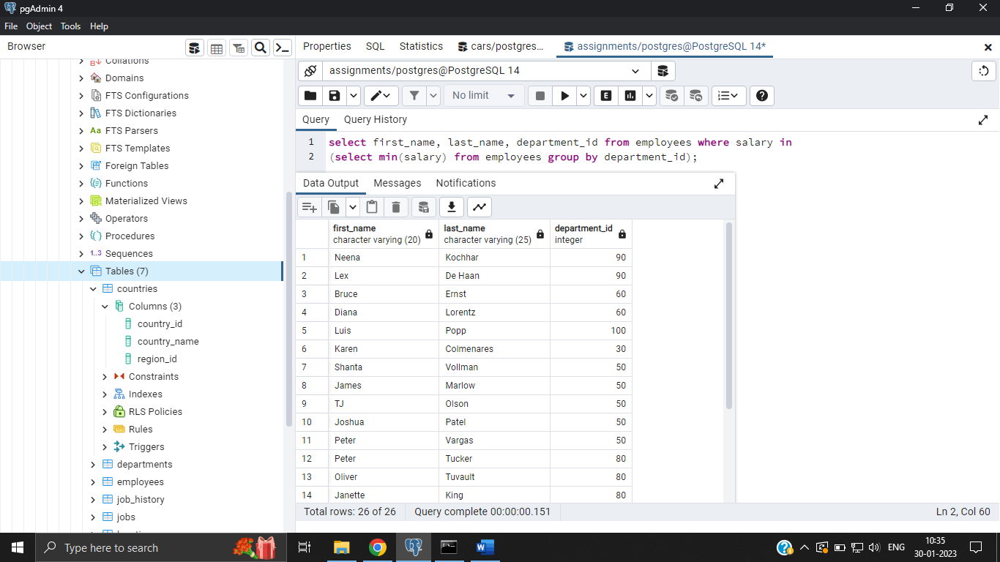 pgAdmin 4
File Object Tools Help
Browser
Collations
Domains
FTS Configurations
FTS Dictionaries
Aa FTS Parsers
FTS Templates
Foreign Tables
Functions
Materialized Views
Operators
Procedures
1..3 Sequences
Tables (7)
countries
Columns (3)
country_id
country_name
region_id
Constraints
Indexes
RLS Policies
Rules
Triggers
departments
employees
job_history
jobs
Properties SQL Statistics cars/postgres... assignments/postgres@PostgreSQL 14*
assignments/postgres@PostgreSQL 14
No limit
E
Query Query History
1 select first_name, last_name, department_id from employees where salary in
2 (select min(salary) from employees group by department_id);
Data Output Messages Notifications
first_name last_name department_id
character varying (20) character varying (25) integer
1 Neena Kochhar 90
2 Lex De Haan 90
3 Bruce Ernst 60
4 Diana Lorentz 60
5 Luis Popp 100
6 Karen Colmenares 30
7 Shanta Vollman 50
8 James Marlow 50
9 TJ Olson 50
10 Joshua Patel 50
11 Peter Vargas 50
12 Peter Tucker 80
13 Oliver Tuvault 80
14 Janette King 80
Total rows: 26 of 26 Query complete 00:00:00.151 Ln 2, Col 60
Type here to search
ENG
10:35
30-01-2023